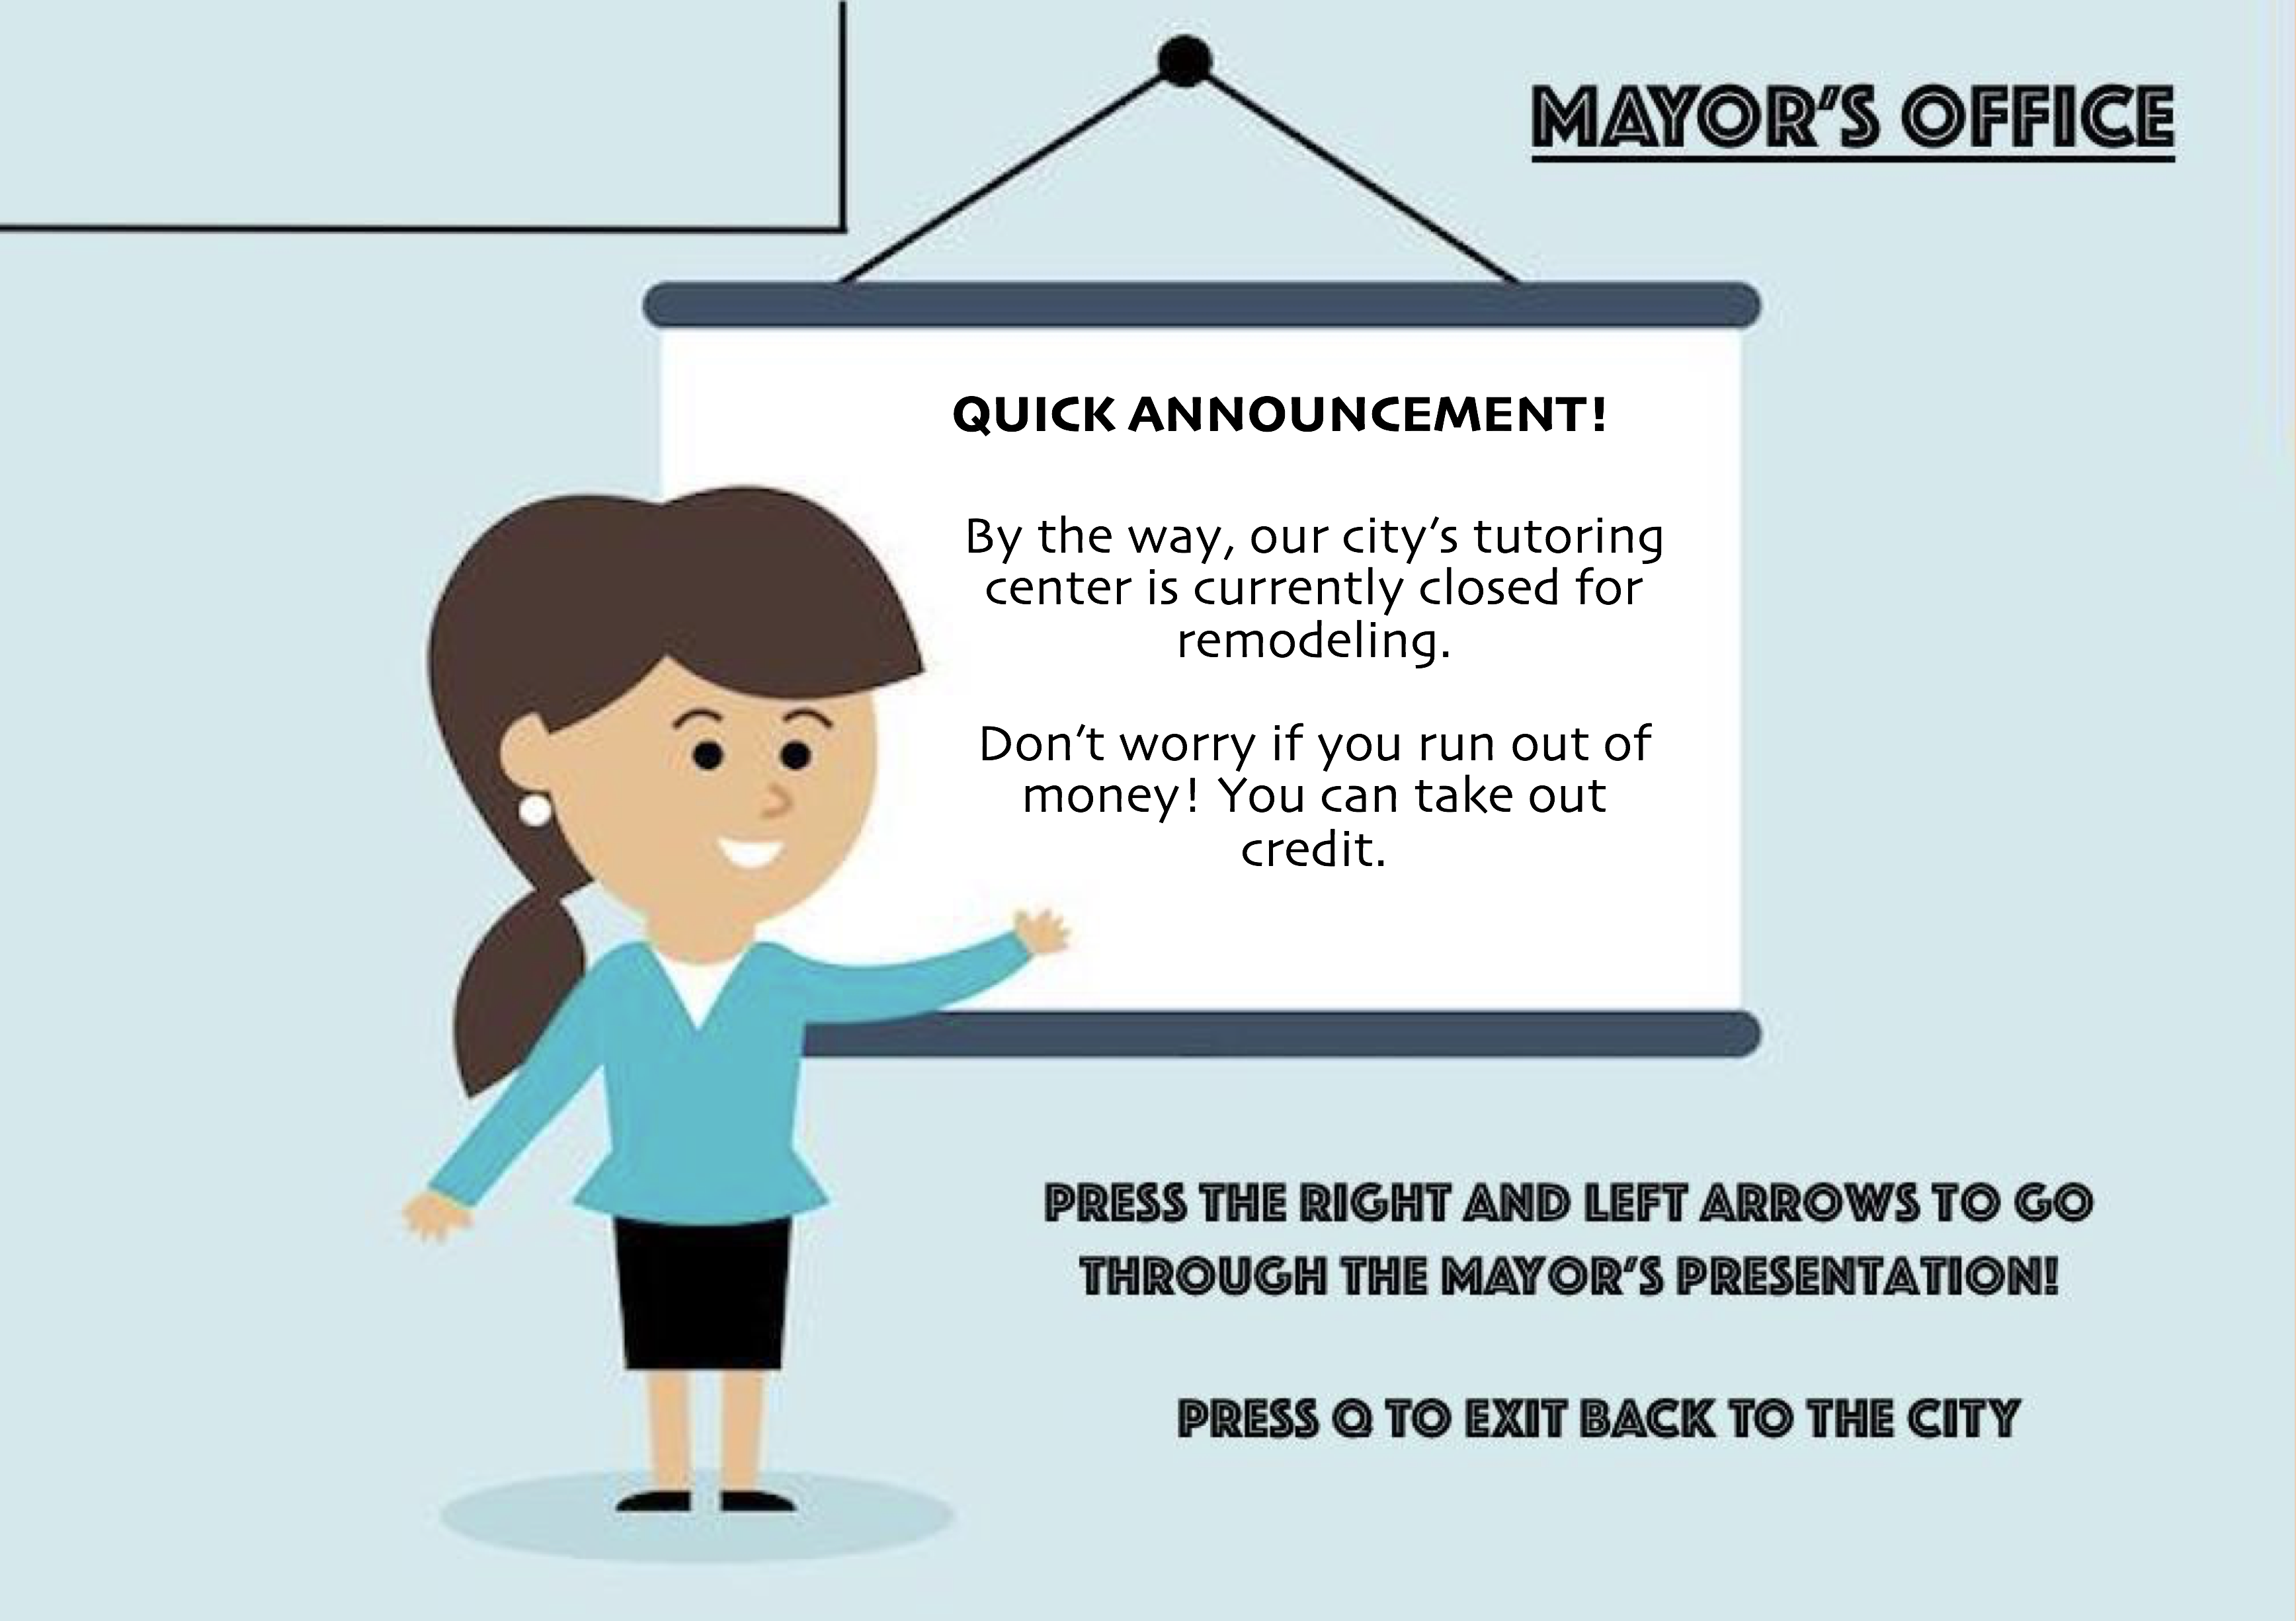 MAYOR'S OFFICE
QUICK ANNOUNCEMENT!
By the way, our city's tutoring
center is currently closed for
remodeling.
Don't worry if you run out of
money! You can take out
credit.
PRESS THE RIGHT AND LEFT ARROWS TO GO
THROUGH THE MAYOR'S PRESENTATION!
PRESS Q TO EXIT BACK TO THE CITY